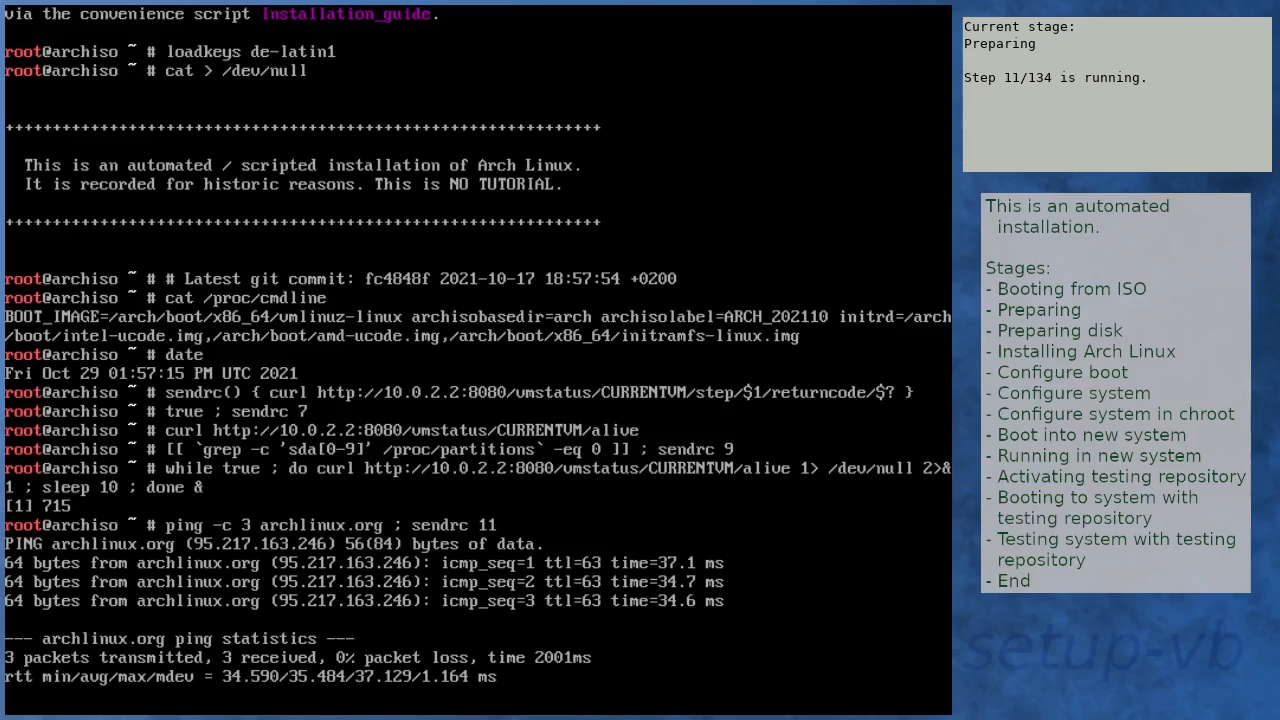 via the convenience script Installation_guide.
root@archiso ~ # loadkeys de-latin1
root@archiso ~ # cat > /dev/null
+++++++++++++++++++++++++++++++++++++++++++++++++++++++++++++++
This is an automated / scripted installation of Arch Linux.
It is recorded for historic reasons. This is NO TUTORIAL.
+++++++++++++++++++++++++++++++++++++++++++++++++++++++++++++++
root@archiso ~ # # Latest git commit: fc4848f 2021-10-17 18:57:54 +0200
root@archiso ~ # cat /proc/cmdline
BOOT_IMAGE=/arch/boot/x86_64/vmlinuz-linux archisobasedir=arch archisolabel=ARCH_202110 initrd=/arch
/boot/intel-ucode.img,/arch/boot/amd-ucode.img,/arch/boot/x86_64/initramfs-linux.img
root@archiso ~ # date
Fri Oct 29 01:57:15 PM UTC 2021
root@archiso ~ # sendrc() { curl http://10.0.2.2:8080/vmstatus/CURRENTVM/step/$1/returncode/$? }
root@archiso ~ # true ; sendrc 7
root@archiso ~ # curl http://10.0.2.2:8080/vmstatus/CURRENTVM/alive
root@archiso ~ # [[ `grep -c 'sda[0-9]' /proc/partitions` -eq 0 ]] ; sendrc 9
root@archiso ~ # while true ; do curl http://10.0.2.2:8080/vmstatus/CURRENTVM/alive 1> /dev/null 2>&
1 ; sleep 10 ; done &
[1] 715
root@archiso ~ # ping -c 3 archlinux.org ; sendrc 11
PING archlinux.org (95.217.163.246) 56(84) bytes of data.
64 bytes from archlinux.org (95.217.163.246): icmp_seq=1 ttl=63 time=37.1 ms
64 bytes from archlinux.org (95.217.163.246): icmp_seq=2 ttl=63 time=34.7 ms
64 bytes from archlinux.org (95.217.163.246): icmp_seq=3 ttl=63 time=34.6 ms
--- archlinux.org ping statistics ---
3 packets transmitted, 3 received, 0% packet loss, time 2001ms
rtt min/avg/max/mdev = 34.590/35.484/37.129/1.164 ms
Current stage:
Preparing
Step 11/134 is running.
This is an automated
installation.
Stages:
- Booting from ISO
- Preparing
- Preparing disk
- Installing Arch Linux
- Configure boot
- Configure system
- Configure system in chroot
- Boot into new system
- Running in new system
- Activating testing repository
- Booting to system with
testing repository
- Testing system with testing
repository
- End
-setup-vb